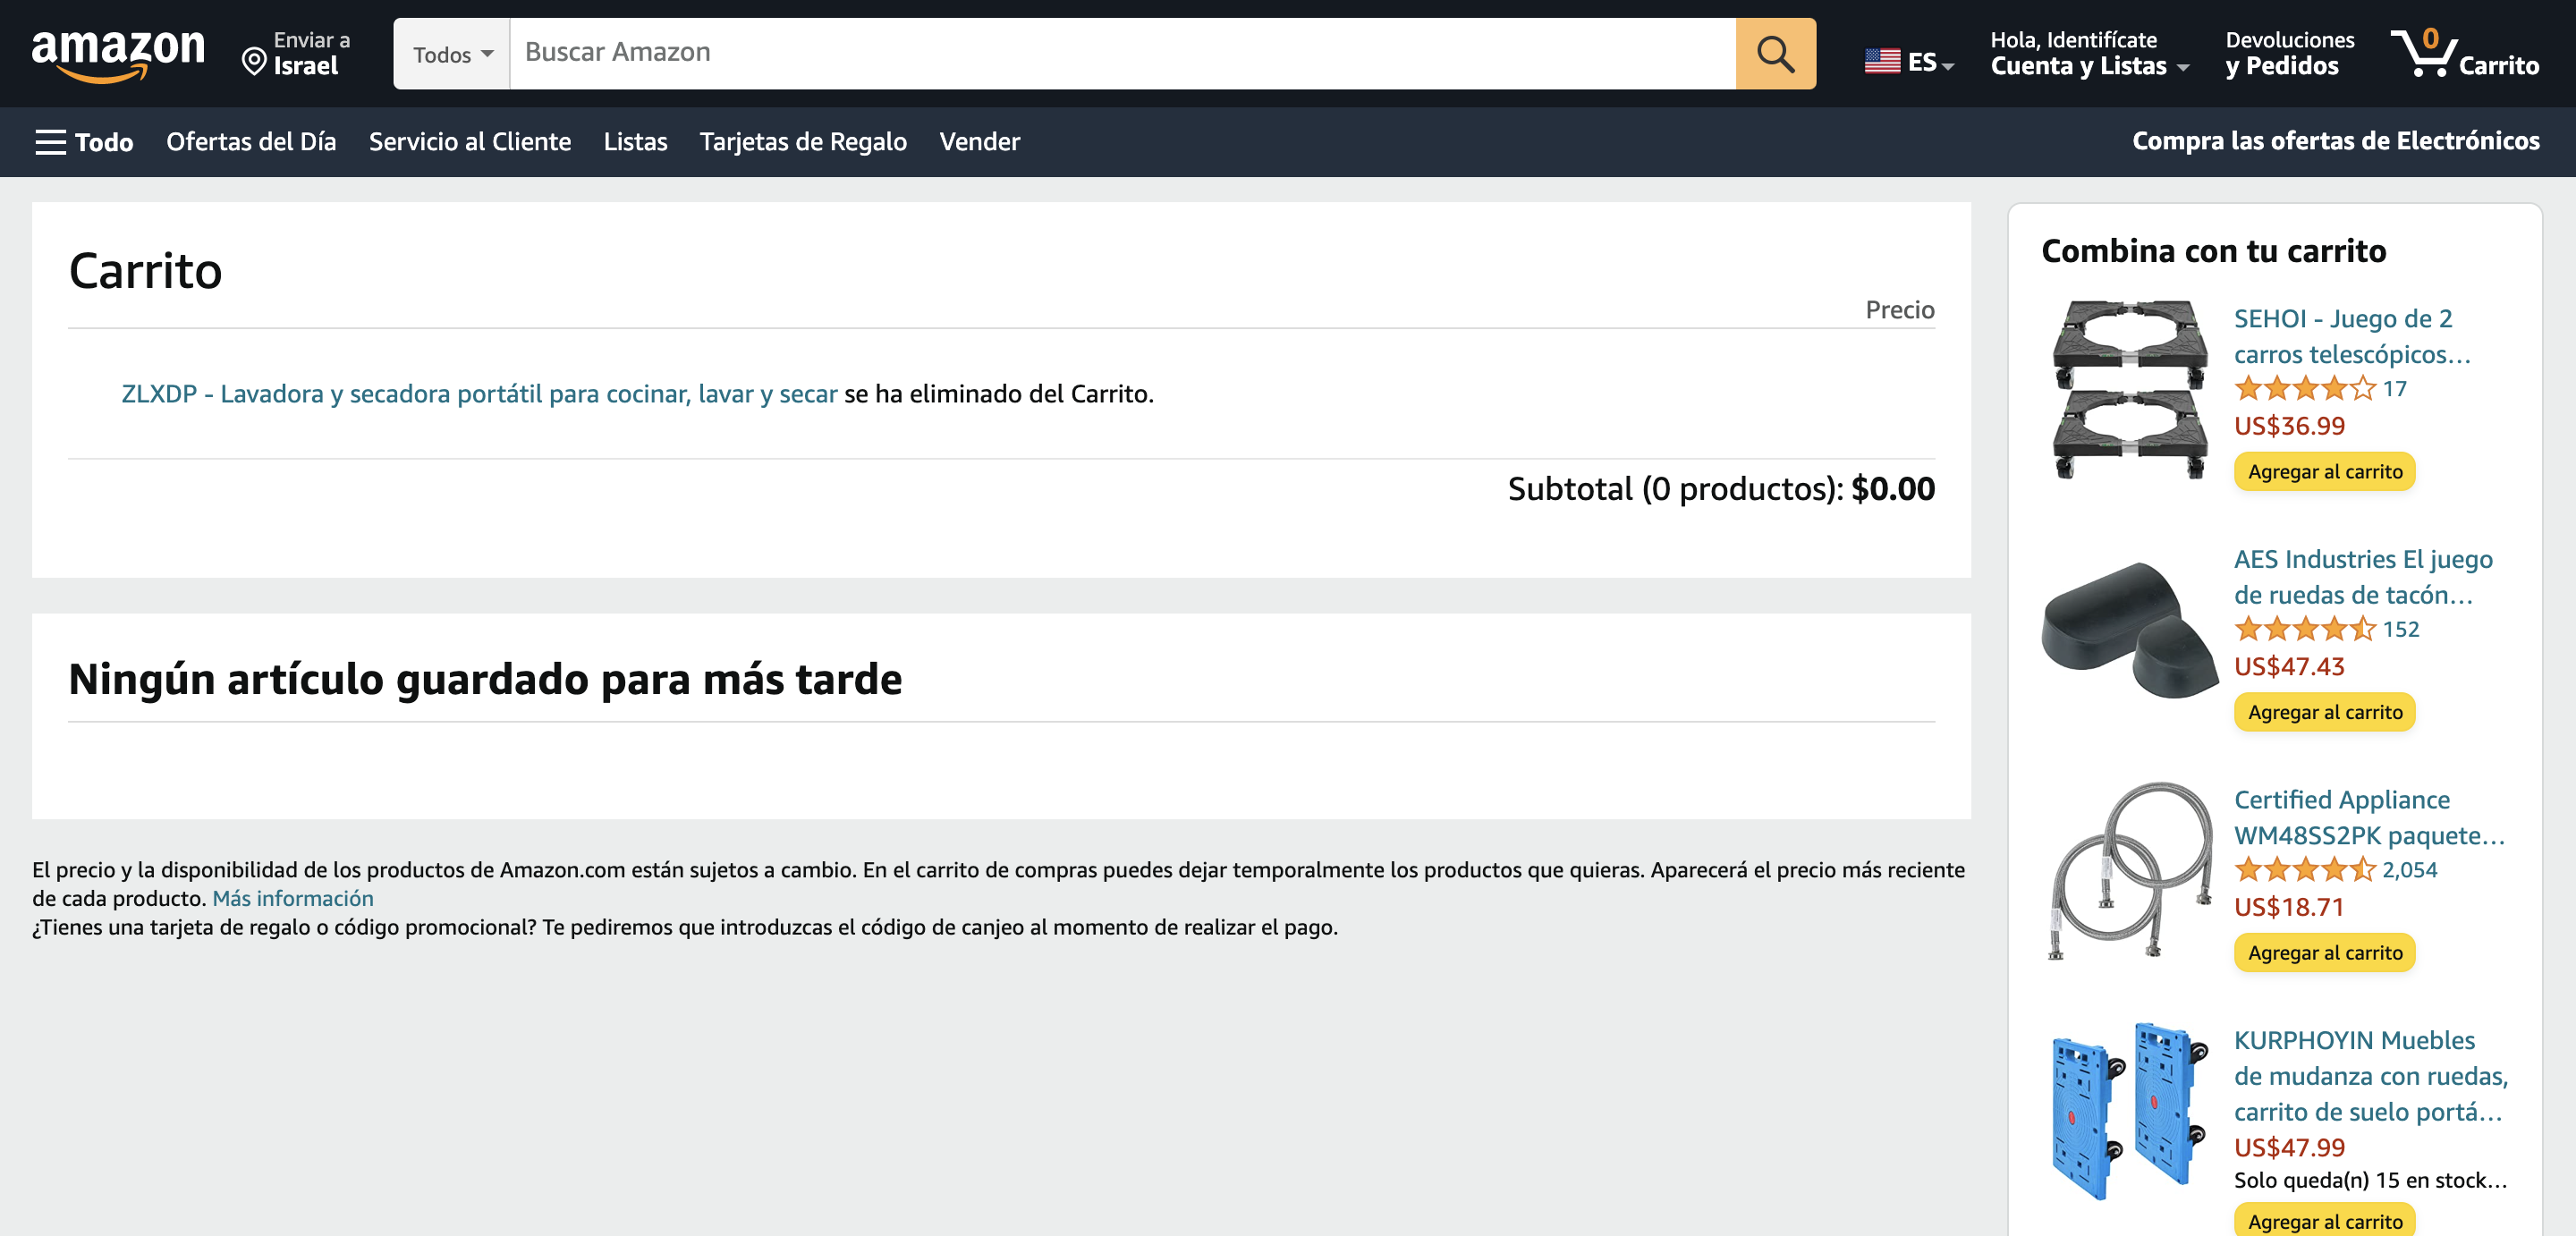 amazon
Enviar a
Israel
Todos
Buscar Amazon
ES
Hola, Identifícate
Cuenta y Listas
Devoluciones
y Pedidos
0
Carrito
Todo
Ofertas del Día
Servicio al Cliente
Listas
Tarjetas de Regalo
Vender
Compra las ofertas de Electrónicos
Carrito
Precio
ZLXDP - Lavadora y secadora portátil para cocinar, lavar y secar se ha eliminado del Carrito.
Subtotal (0 productos): $0.00
Ningún artículo guardado para más tarde
El precio y la disponibilidad de los productos de Amazon.com están sujetos a cambio. En el carrito de compras puedes dejar temporalmente los productos que quieras. Aparecerá el precio más reciente
de cada producto. Más información
¿Tienes una tarjeta de regalo o código promocional? Te pediremos que introduzcas el código de canjeo al momento de realizar el pago.
Combina con tu carrito
SEHOI - Juego de 2
carros telescópicos...
17
US$36.99
Agregar al carrito
AES Industries El juego
de ruedas de tacón...
152
US$47.43
Agregar al carrito
Certified Appliance
WM48SS2PK paquete...
2,054
US$18.71
Agregar al carrito
KURPHOYIN Muebles
de mudanza con ruedas,
carrito de suelo portá...
US$47.99
Solo queda(n) 15 en stock...
Agregar al carrito